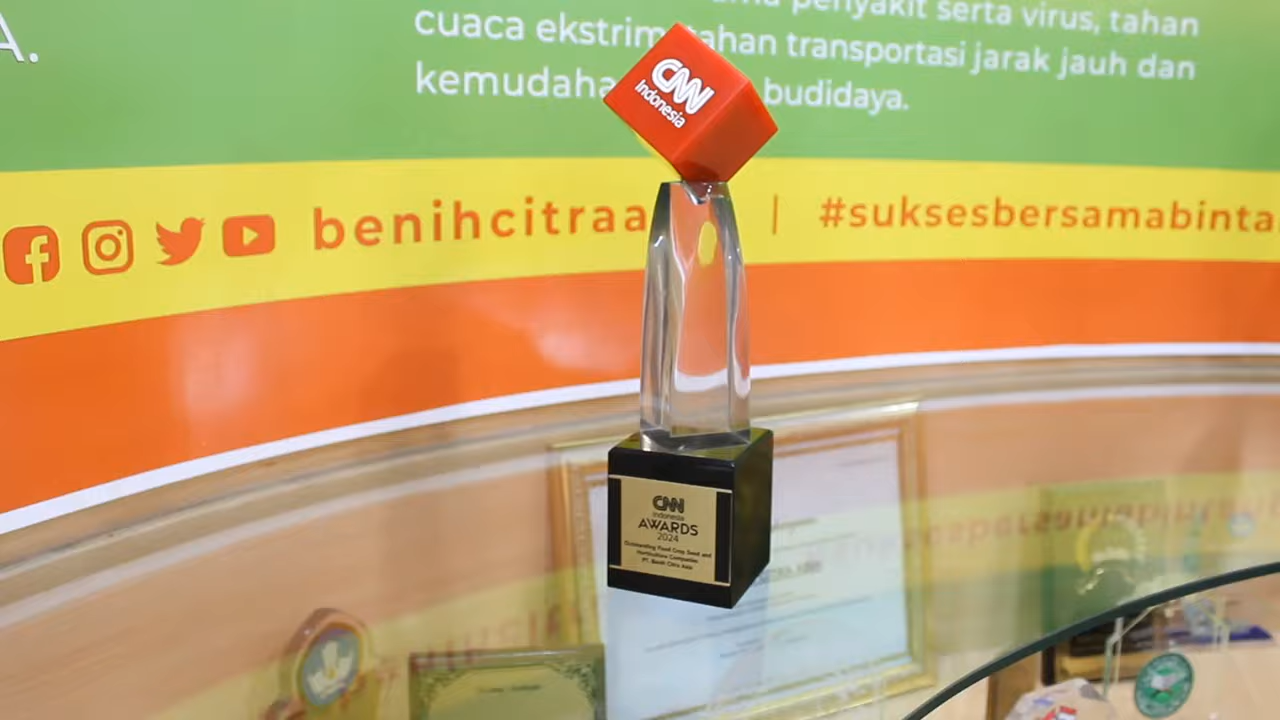 A.
penyakit serta virus, tahan
cuaca ekstrim, tahan transportasi jarak jauh dan
kemudaha budidaya.
benihcitraa | #suksesbersamabinta
CNN
Indonesia
CNN
Indonesia
AWARDS
2024
Outstanding Food Crop Seed and
Horticulture Companies
PT. Benih Citra Asia